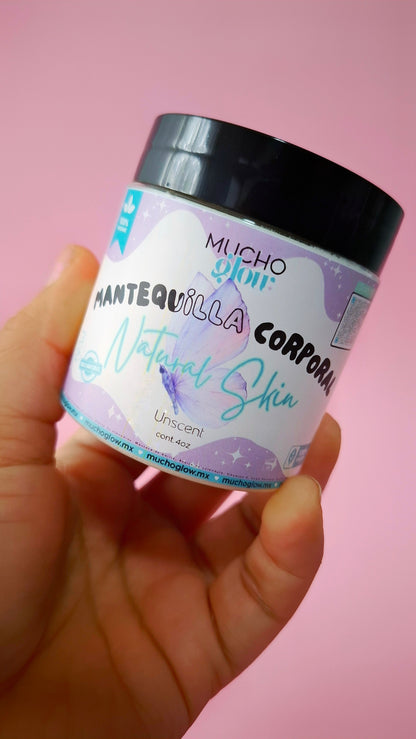 MUCHO
glow
MANTEQUILLA CORPORAL
Natural Skin
Unscent
cont. 4oz
muchoglow.mx muchoglow.mx muchoglow.mx